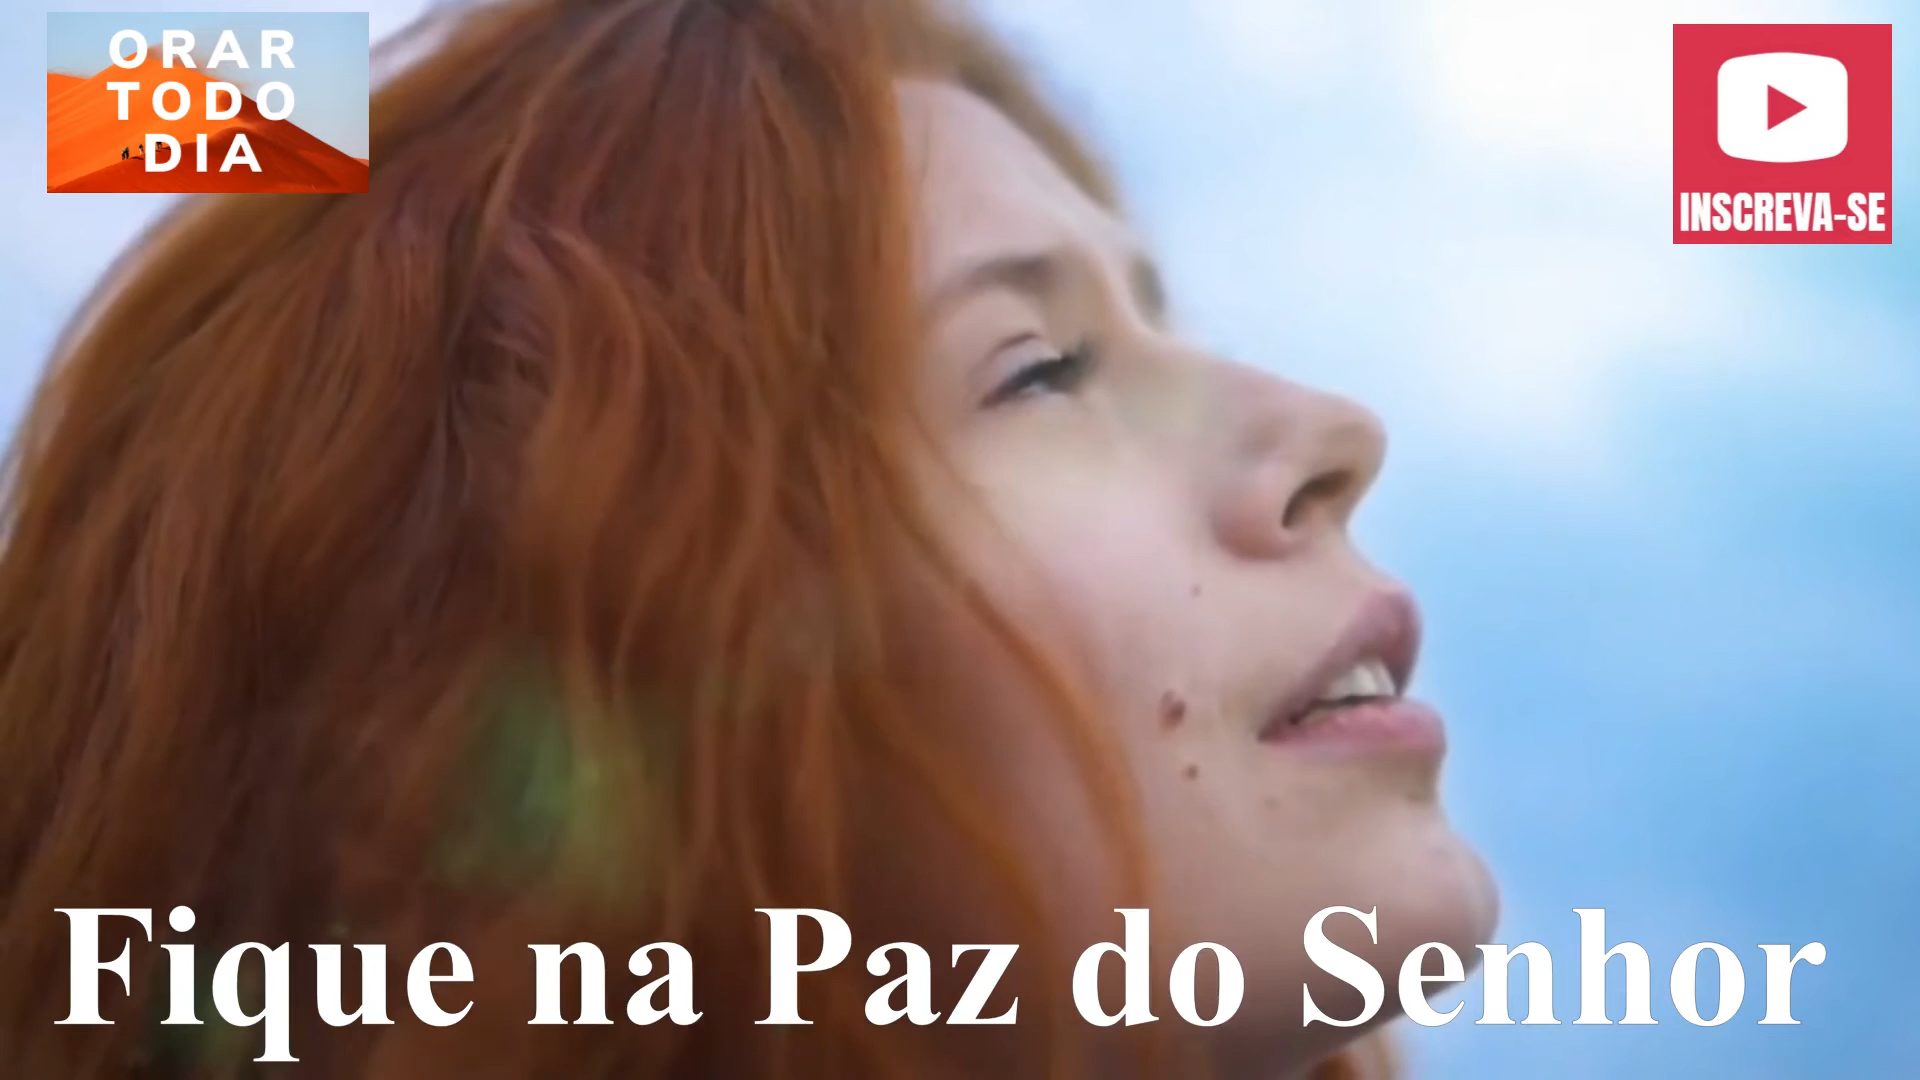 ORAR
TODO
DIA
INSCREVA-SE
Fique na Paz do Senhor